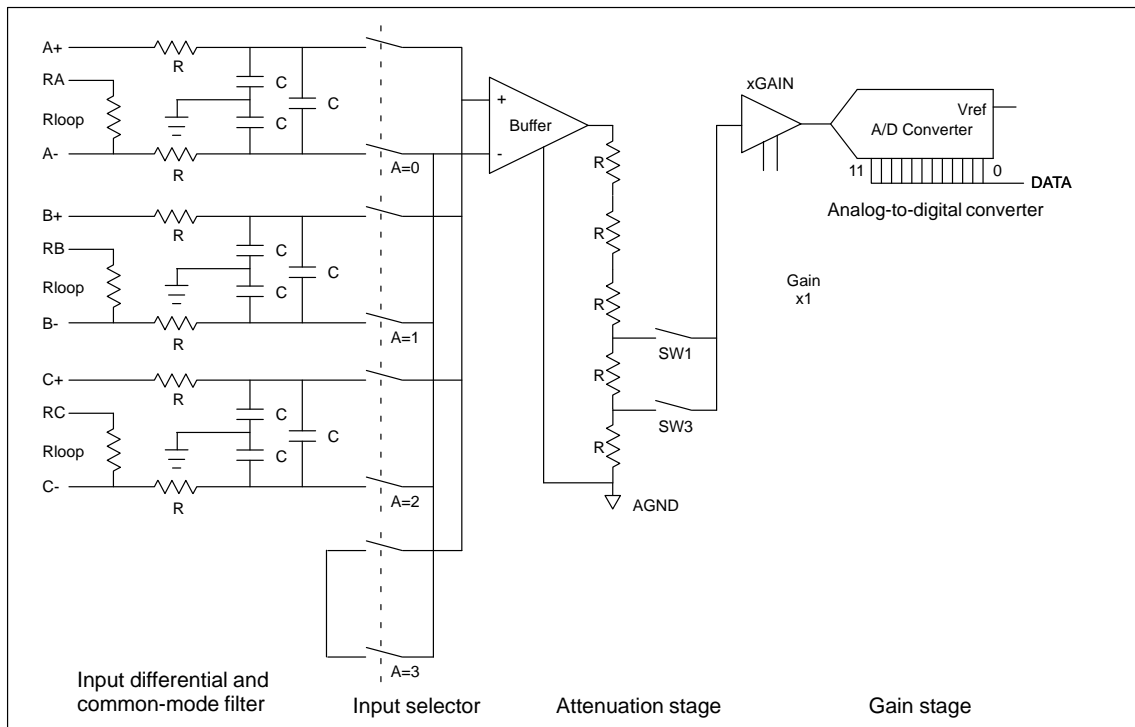 A+
R
RA
C
C
Rloop
C
A-
R
A=0
B+
R
RB
C
C
Rloop
C
B-
R
A=1
C+
R
RC
C
C
Rloop
C
C-
R
A=2
A=3
+
Buffer
-
R
R
R
SW1
R
SW3
R
AGND
xGAIN
Vref
A/D Converter
11
0
DATA
Analog-to-digital converter
Gain
x1
Input differential and
common-mode filter
Input selector
Attenuation stage
Gain stage